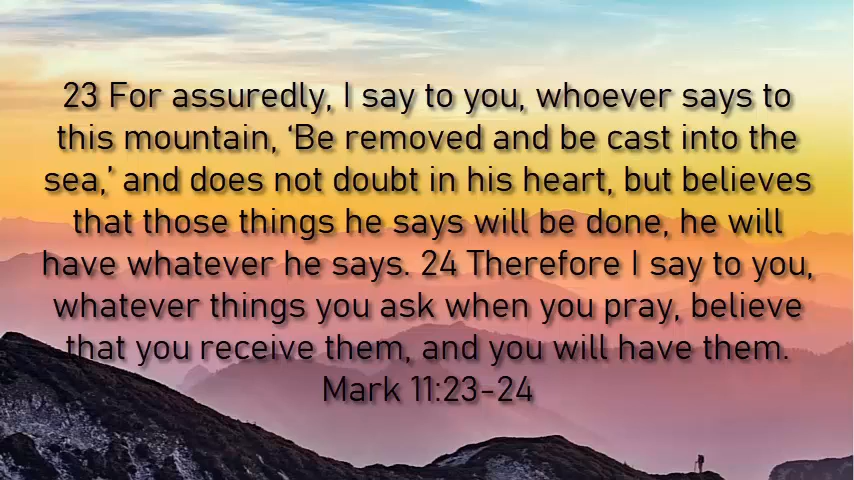 23 For assuredly, I say to you, whoever says to
this mountain, ‘Be removed and be cast into the
sea,’ and does not doubt in his heart, but believes
that those things he says will be done, he will
have whatever he says. 24 Therefore I say to you,
whatever things you ask when you pray, believe
that you receive them, and you will have them.
Mark 11:23-24